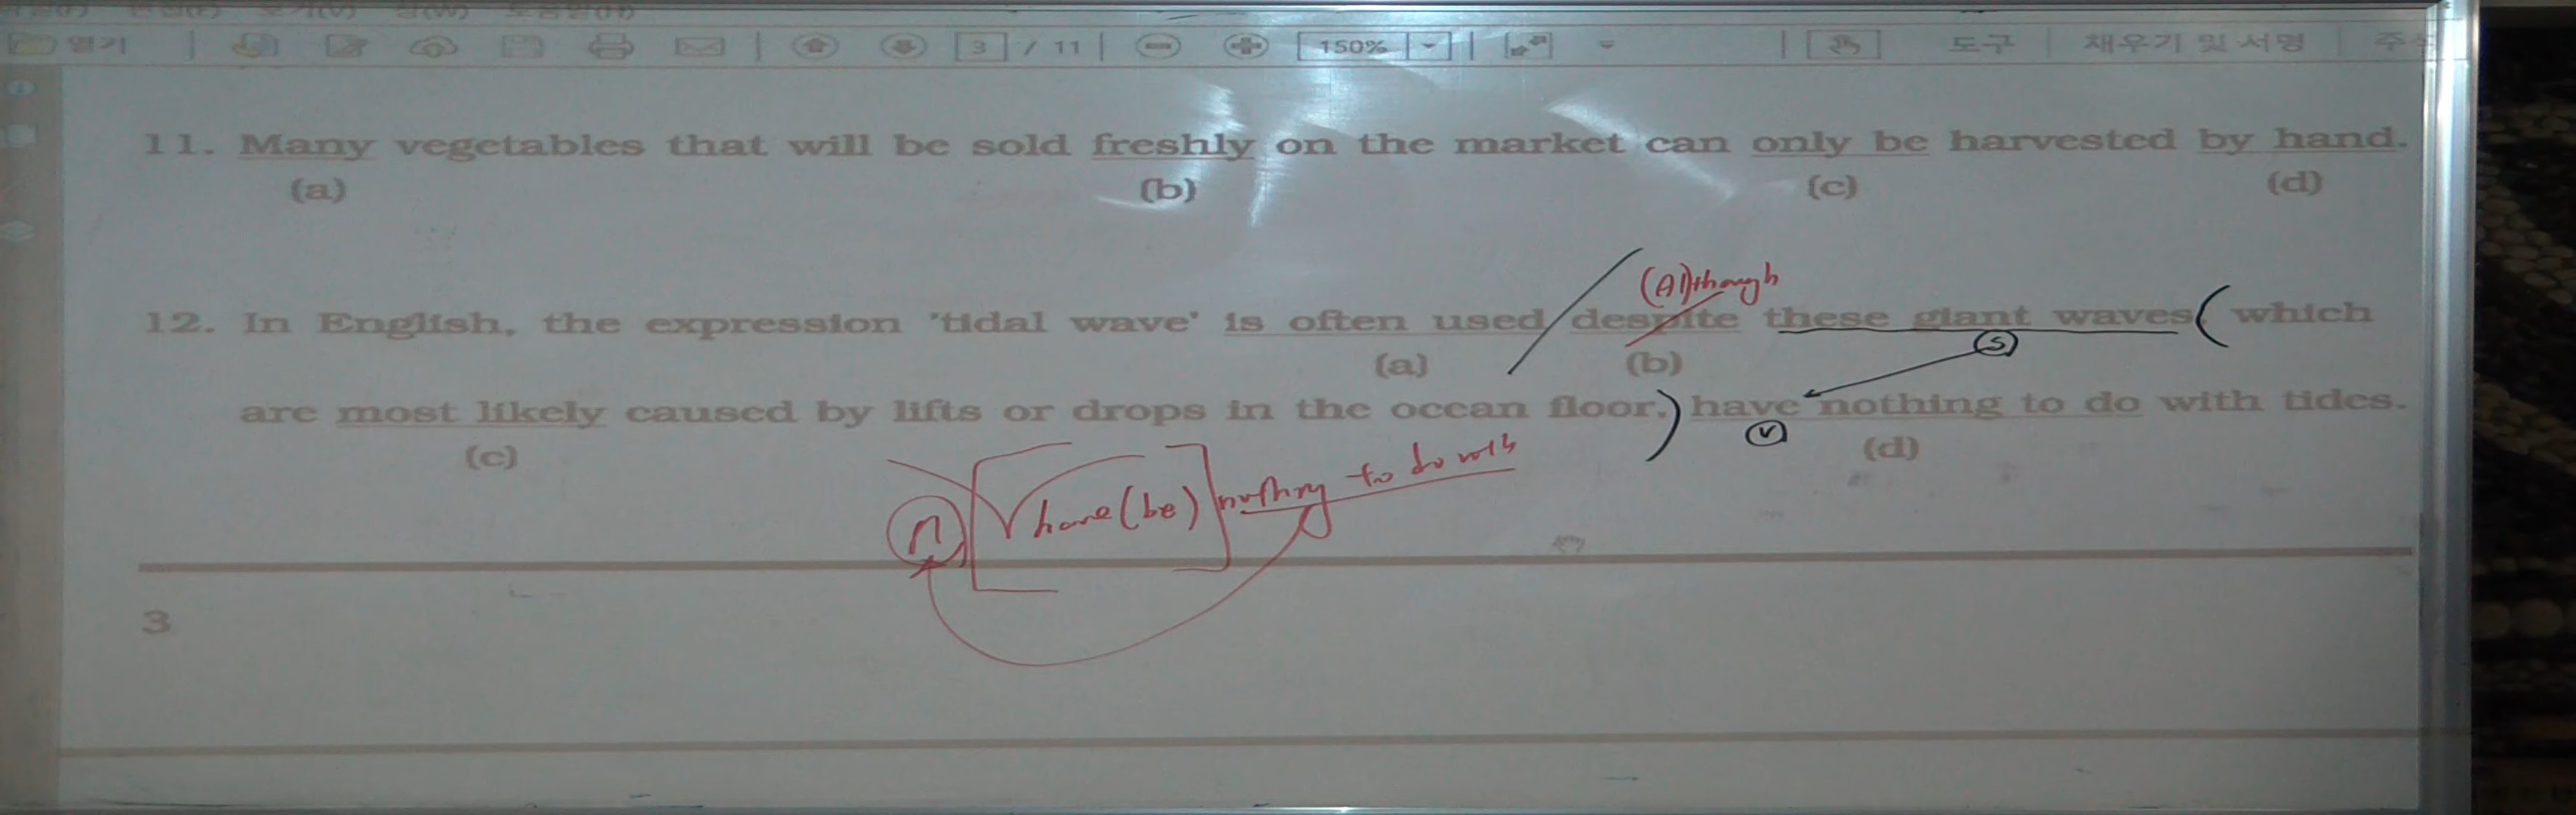 열기 3 / 11 150% 도구 채우기 및 서명
11. Many vegetables that will be sold freshly on the market can only be harvested by hand.
(a) (b) (c) (d)
(Al)though
12. In English, the expression 'tidal wave' is often used despite these giant waves, which
(a) (b) S
are most likely caused by lifts or drops in the ocean floor, have nothing to do with tides.
(c) V (d)
n have (be) nothing to do with
3